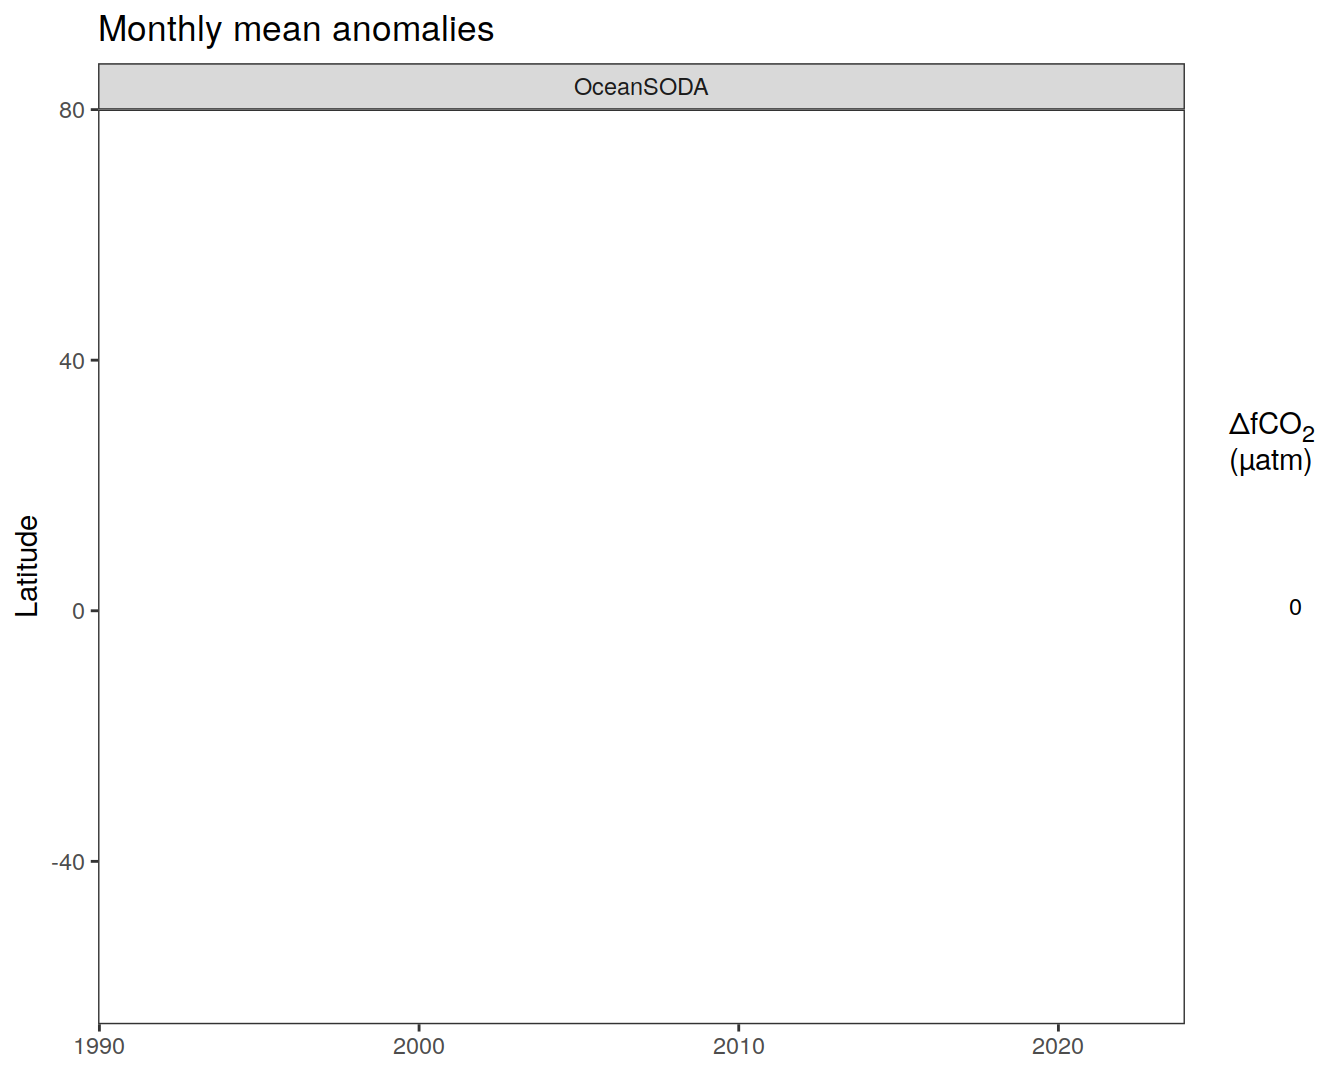 Monthly mean anomalies
OceanSODA
80
40
0
-40
Latitude
1990 2000 2010 2020
ΔfCO₂
(µatm)
0